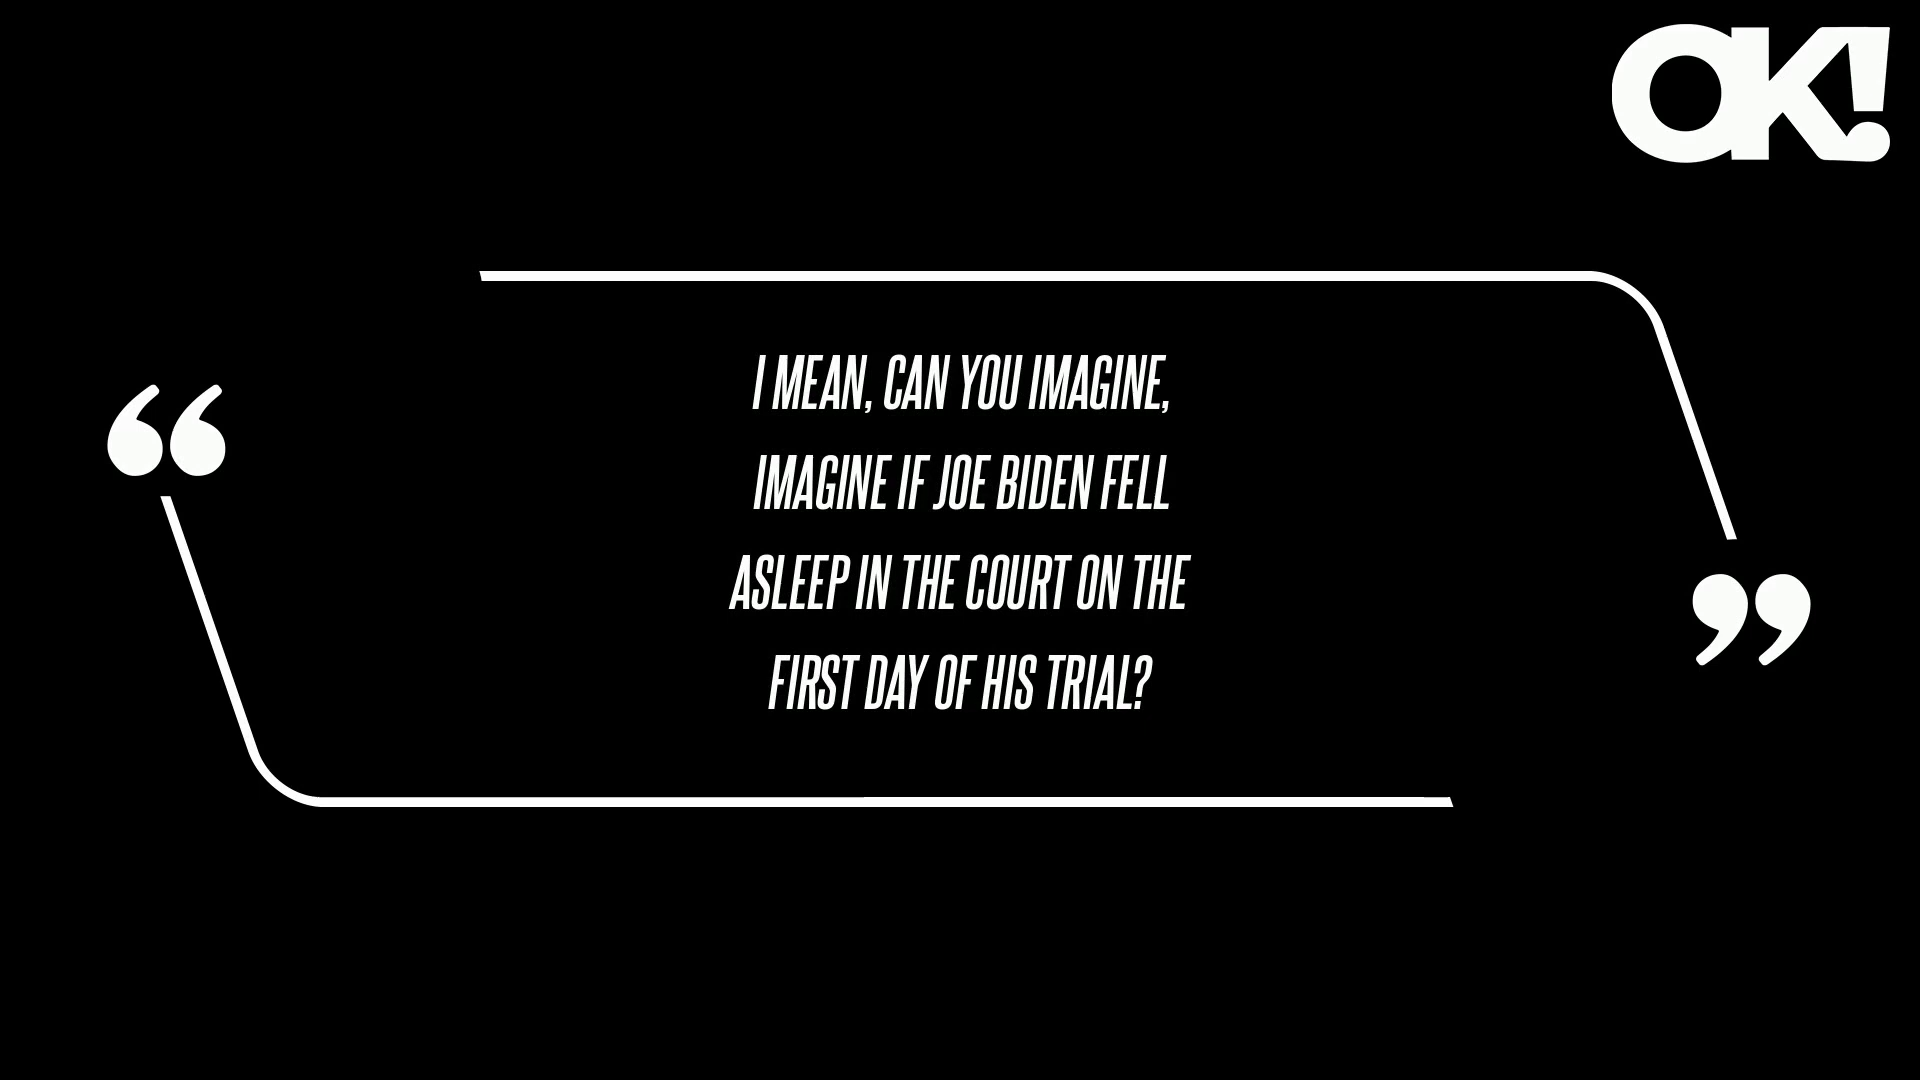 OK!
“
I MEAN, CAN YOU IMAGINE,
IMAGINE IF JOE BIDEN FELL
ASLEEP IN THE COURT ON THE
FIRST DAY OF HIS TRIAL?
”